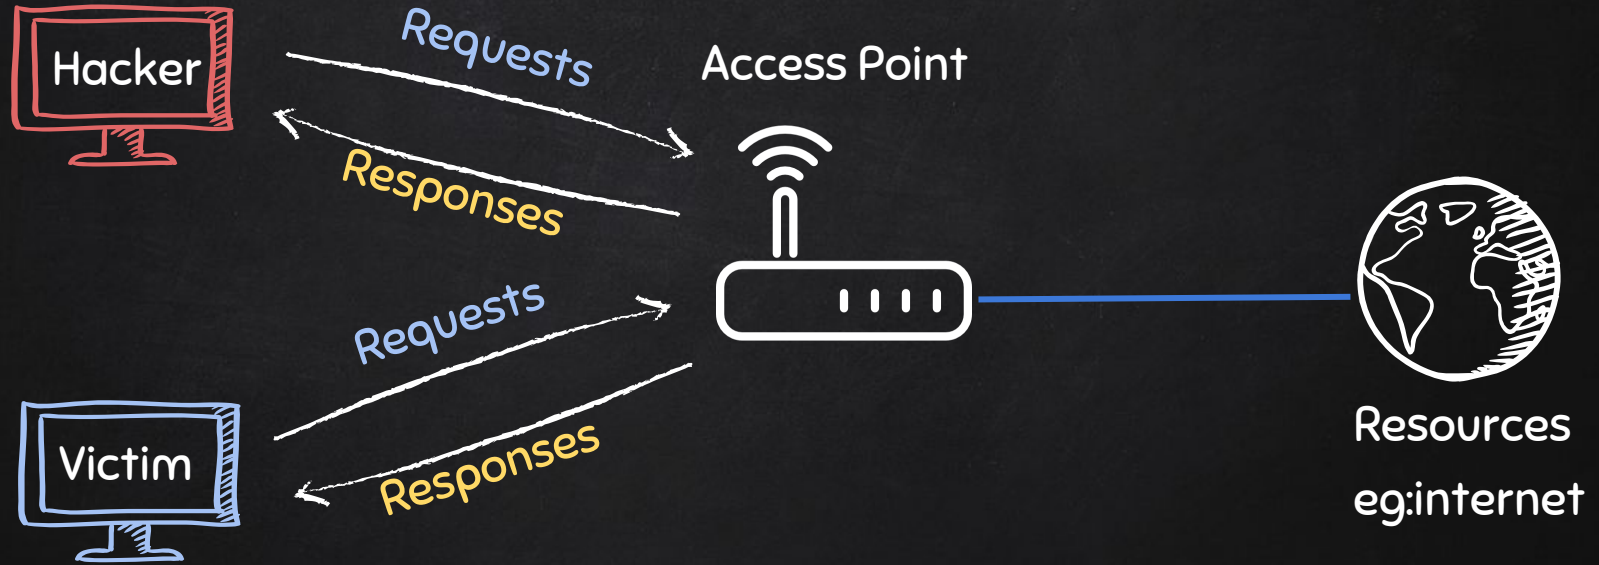 Hacker
Requests
Responses
Access Point
Requests
Responses
Victim
Resources
eg:internet